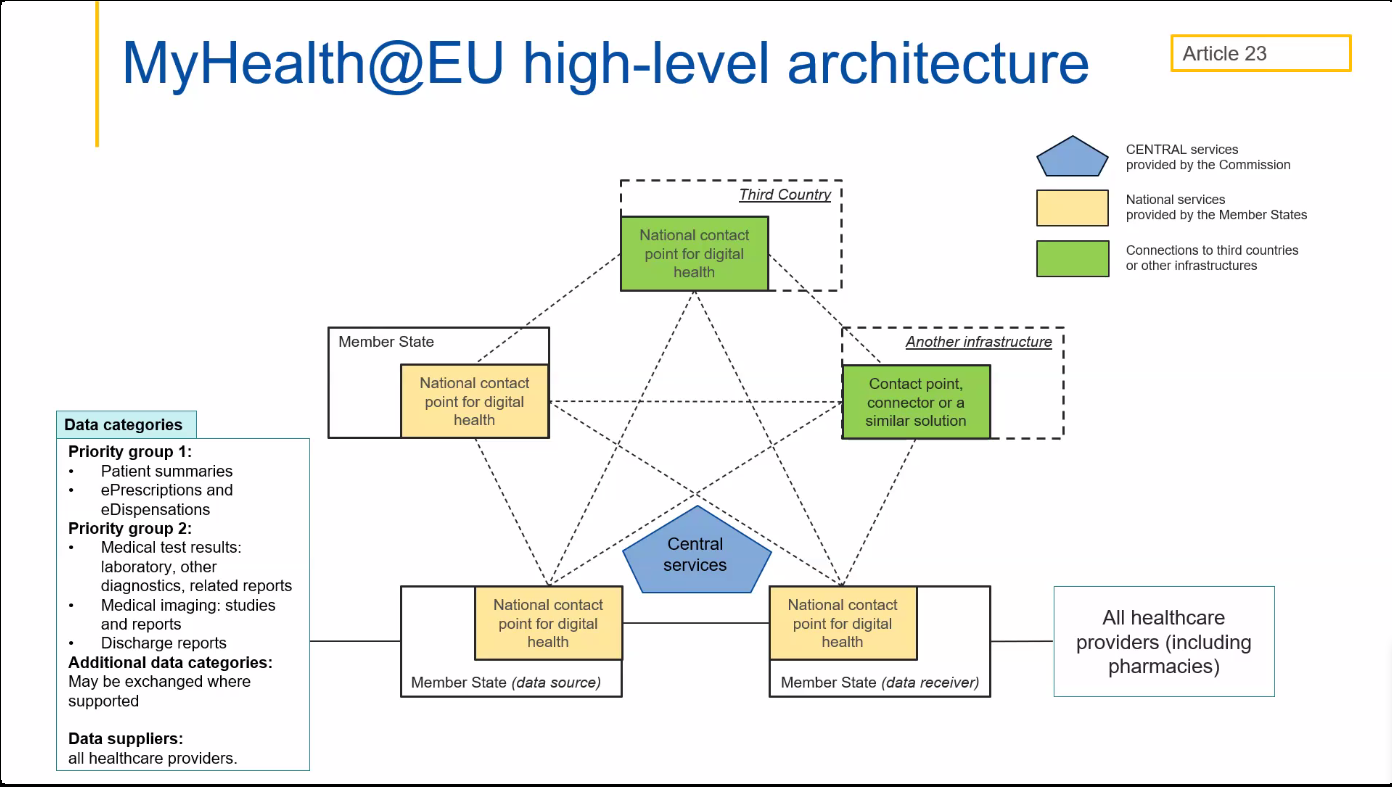 MyHealth@EU high-level architecture
Article 23
CENTRAL services
provided by the Commission
National services
provided by the Member States
Connections to third countries
or other infrastructures
Third Country
National contact
point for digital
health
Member State
National contact
point for digital
health
Another infrastructure
Contact point,
connector or a
similar solution
Data categories
Priority group 1:
• Patient summaries
• ePrescriptions and
eDispensations
Priority group 2:
• Medical test results:
laboratory, other
diagnostics, related reports
• Medical imaging: studies
and reports
• Discharge reports
Additional data categories:
May be exchanged where
supported
Data suppliers:
all healthcare providers.
Central
services
National contact
point for digital
health
Member State (data source)
National contact
point for digital
health
Member State (data receiver)
All healthcare
providers (including
pharmacies)